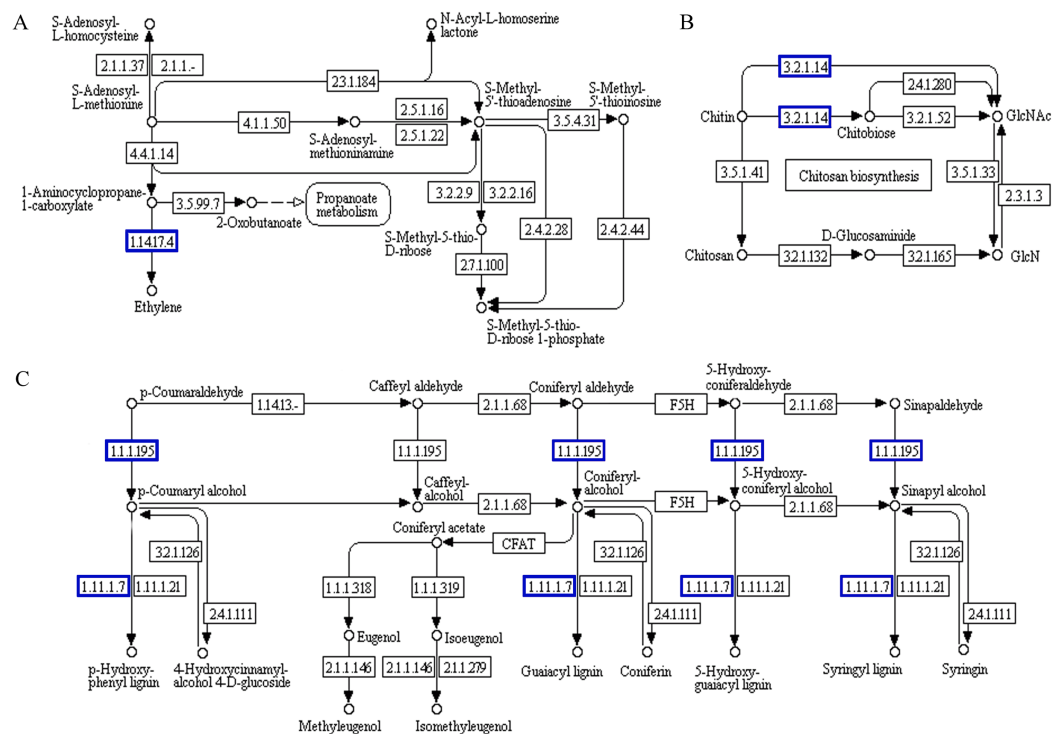 A
S-Adenosyl-
L-homocysteine
N-Acyl-L-homoserine
lactone
2.1.1.37
2.1.1.-
2.3.1.184
S-Adenosyl-
L-methionine
S-Methyl-
5'-thioadenosine
S-Methyl-
5'-thioinosine
4.1.1.50
S-Adenosyl-
methioninamine
2.5.1.16
2.5.1.22
3.5.4.31
4.4.1.14
1-Aminocyclopropane-
1-carboxylate
3.5.99.7
2-Oxobutanoate
Propanoate
metabolism
3.2.2.9
3.2.2.16
1.14.17.4
S-Methyl-5-thio-
D-ribose
2.4.2.28
2.4.2.44
2.7.1.100
Ethylene
S-Methyl-5-thio-
D-ribose 1-phosphate
B
3.2.1.14
2.4.1.280
Chitin
3.2.1.14
Chitobiose
3.2.1.52
GlcNAc
3.5.1.41
Chitosan biosynthesis
3.5.1.33
2.3.1.3
D-Glucosaminide
Chitosan
3.2.1.132
3.2.1.165
GlcN
C
p-Coumaraldehyde
Caffeyl aldehyde
Coniferyl aldehyde
5-Hydroxy-
coniferaldehyde
1.14.13.-
2.1.1.68
F5H
2.1.1.68
Sinapaldehyde
1.1.1.195
1.1.1.195
1.1.1.195
1.1.1.195
1.1.1.195
p-Coumaryl alcohol
Caffeyl-
alcohol
2.1.1.68
Coniferyl-
alcohol
F5H
5-Hydroxy-
coniferyl alcohol
2.1.1.68
Sinapyl alcohol
Coniferyl acetate
CFAT
3.2.1.126
3.2.1.126
3.2.1.126
1.11.1.7
1.11.1.21
2.4.1.111
1.1.1.318
1.1.1.319
1.11.1.7
1.11.1.21
2.4.1.111
1.11.1.7
1.11.1.21
1.11.1.7
1.11.1.21
2.4.1.111
Eugenol
Isoeugenol
2.1.1.146
2.1.1.146
2.1.1.279
p-Hydroxy-
phenyl lignin
4-Hydroxycinnamyl-
alcohol 4-D-glucoside
Guaiacyl lignin
Coniferin
5-Hydroxy-
guaiacyl lignin
Syringyl lignin
Syringin
Methyleugenol
Isomethyleugenol